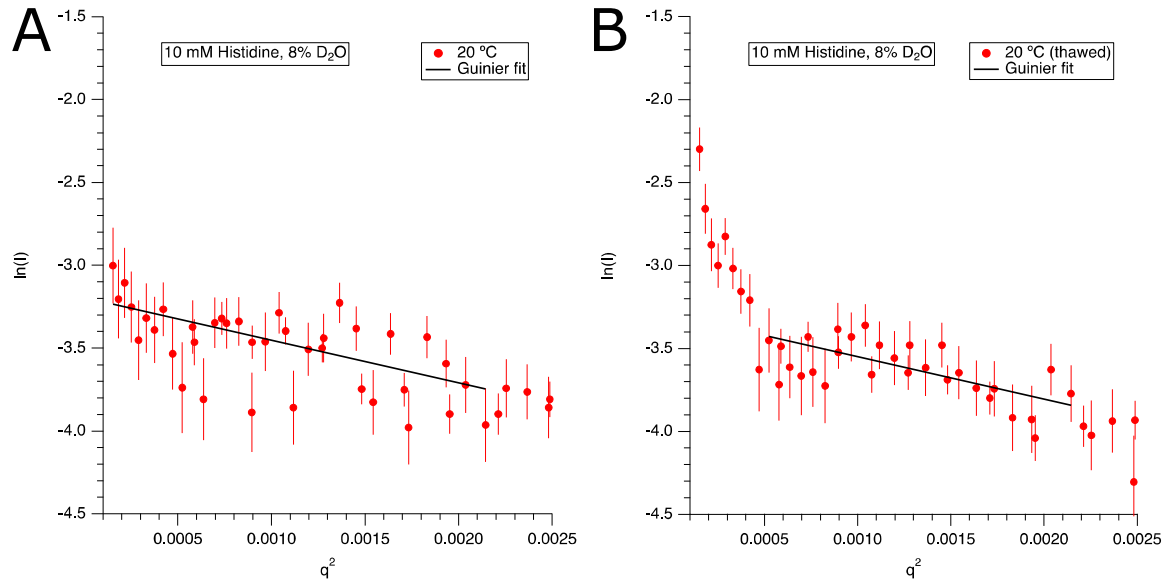 A
10 mM Histidine, 8% D₂O
20 ºC
Guinier fit
ln(I)
-1.5
-2.0
-2.5
-3.0
-3.5
-4.0
-4.5
0.0005
0.0010
0.0015
0.0020
0.0025
q²
B
10 mM Histidine, 8% D₂O
20 ºC (thawed)
Guinier fit
ln(I)
-1.5
-2.0
-2.5
-3.0
-3.5
-4.0
-4.5
0.0005
0.0010
0.0015
0.0020
0.0025
q²